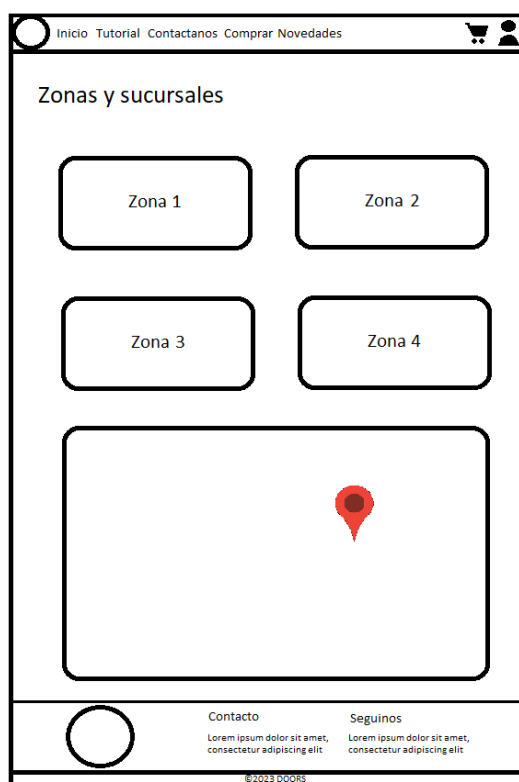 Inicio Tutorial Contactanos Comprar Novedades
Zonas y sucursales
Zona 1
Zona 2
Zona 3
Zona 4
Contacto
Lorem ipsum dolor sit amet,
consectetur adipiscing elit
Seguinos
Lorem ipsum dolor sit amet,
consectetur adipiscing elit
©2023 DOORS